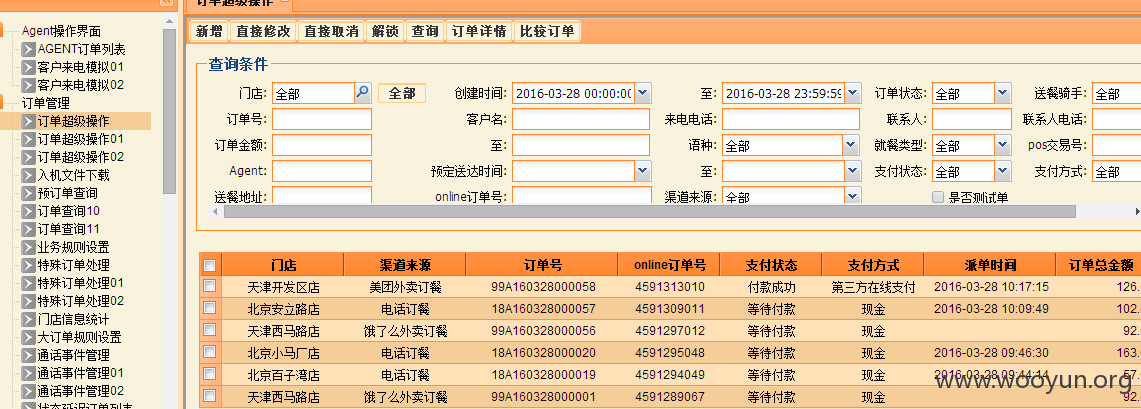 订单超级操作
Agent操作界面
AGENT订单列表
客户来电模拟01
客户来电模拟02
订单管理
订单超级操作
订单超级操作01
订单超级操作02
入机文件下载
预订单查询
订单查询10
订单查询11
业务规则设置
特殊订单处理
特殊订单处理01
特殊订单处理02
门店信息统计
大订单规则设置
通话事件管理
通话事件管理01
通话事件管理02
状态延迟订单列表
新增 直接修改 直接取消 解锁 查询 订单详情 比较订单
查询条件
门店: 全部 全部 创建时间: 2016-03-28 00:00:00 至: 2016-03-28 23:59:59 订单状态: 全部 送餐骑手: 全部
订单号: 客户名: 来电电话: 联系人: 联系人电话:
订单金额: 至: 语种: 全部 就餐类型: 全部 pos交易号:
Agent: 预定送达时间: 至: 支付状态: 全部 支付方式: 全部
送餐地址: online订单号: 渠道来源: 全部 是否测试单
门店 渠道来源 订单号 online订单号 支付状态 支付方式 派单时间 订单总金额
天津开发区店 美团外卖订餐 99A160328000058 4591313010 付款成功 第三方在线支付 2016-03-28 10:17:15 126.
北京安立路店 电话订餐 18A160328000057 4591309011 等待付款 现金 2016-03-28 10:09:49 102.
天津西马路店 饿了么外卖订餐 99A160328000056 4591297012 等待付款 现金 92.
北京小马厂店 电话订餐 18A160328000020 4591295048 等待付款 现金 2016-03-28 09:46:30 163.
北京百子湾店 电话订餐 18A160328000019 4591294049 等待付款 现金 2016-03-28 09:44:14 57.
天津西马路店 饿了么外卖订餐 99A160328000001 4591289067 等待付款 现金 92.
www.wooyun.org